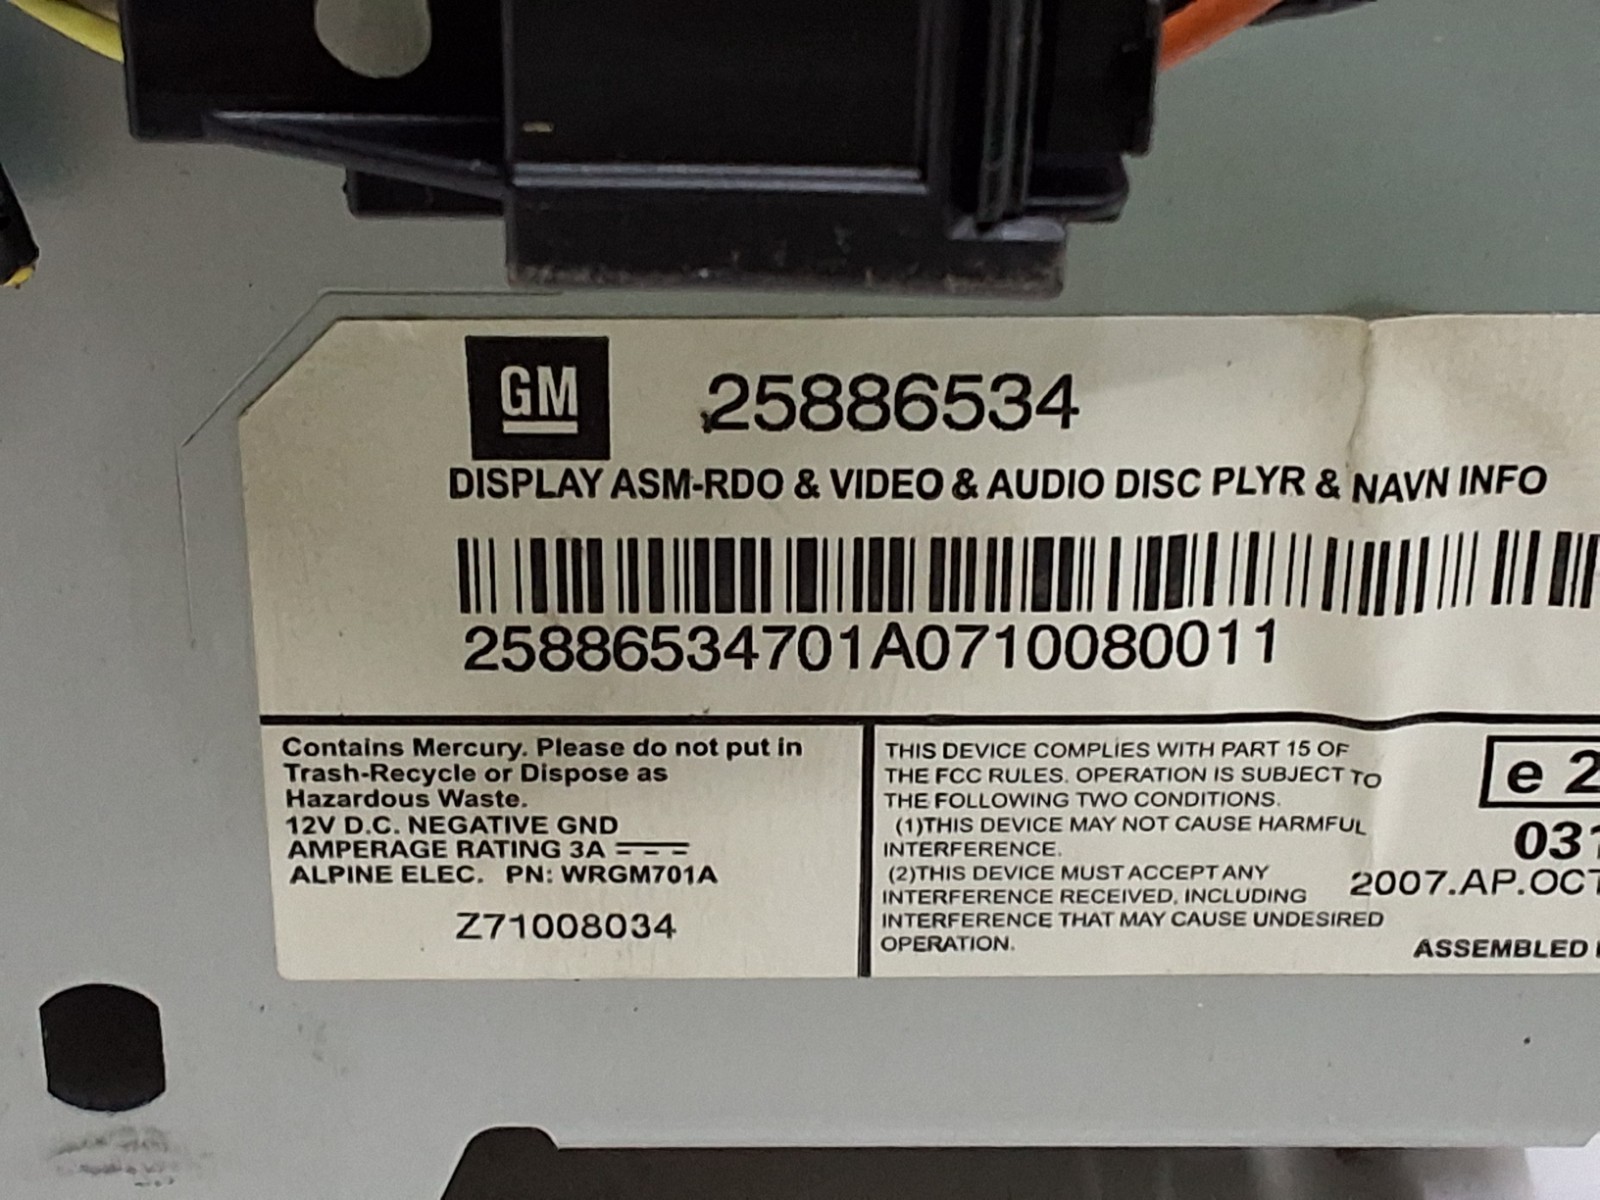 GM
25886534
DISPLAY ASM-RDO & VIDEO & AUDIO DISC PLYR & NAVN INFO
25886534701A0710080011
Contains Mercury. Please do not put in
Trash-Recycle or Dispose as
Hazardous Waste.
12V D.C. NEGATIVE GND
AMPERAGE RATING 3A
ALPINE ELEC. PN: WRGM701A
Z71008034
THIS DEVICE COMPLIES WITH PART 15 OF
THE FCC RULES. OPERATION IS SUBJECT TO
THE FOLLOWING TWO CONDITIONS.
(1)THIS DEVICE MAY NOT CAUSE HARMFUL
INTERFERENCE.
(2)THIS DEVICE MUST ACCEPT ANY
INTERFERENCE RECEIVED, INCLUDING
INTERFERENCE THAT MAY CAUSE UNDESIRED
OPERATION.
e 2
031
2007.AP.OCT
ASSEMBLED